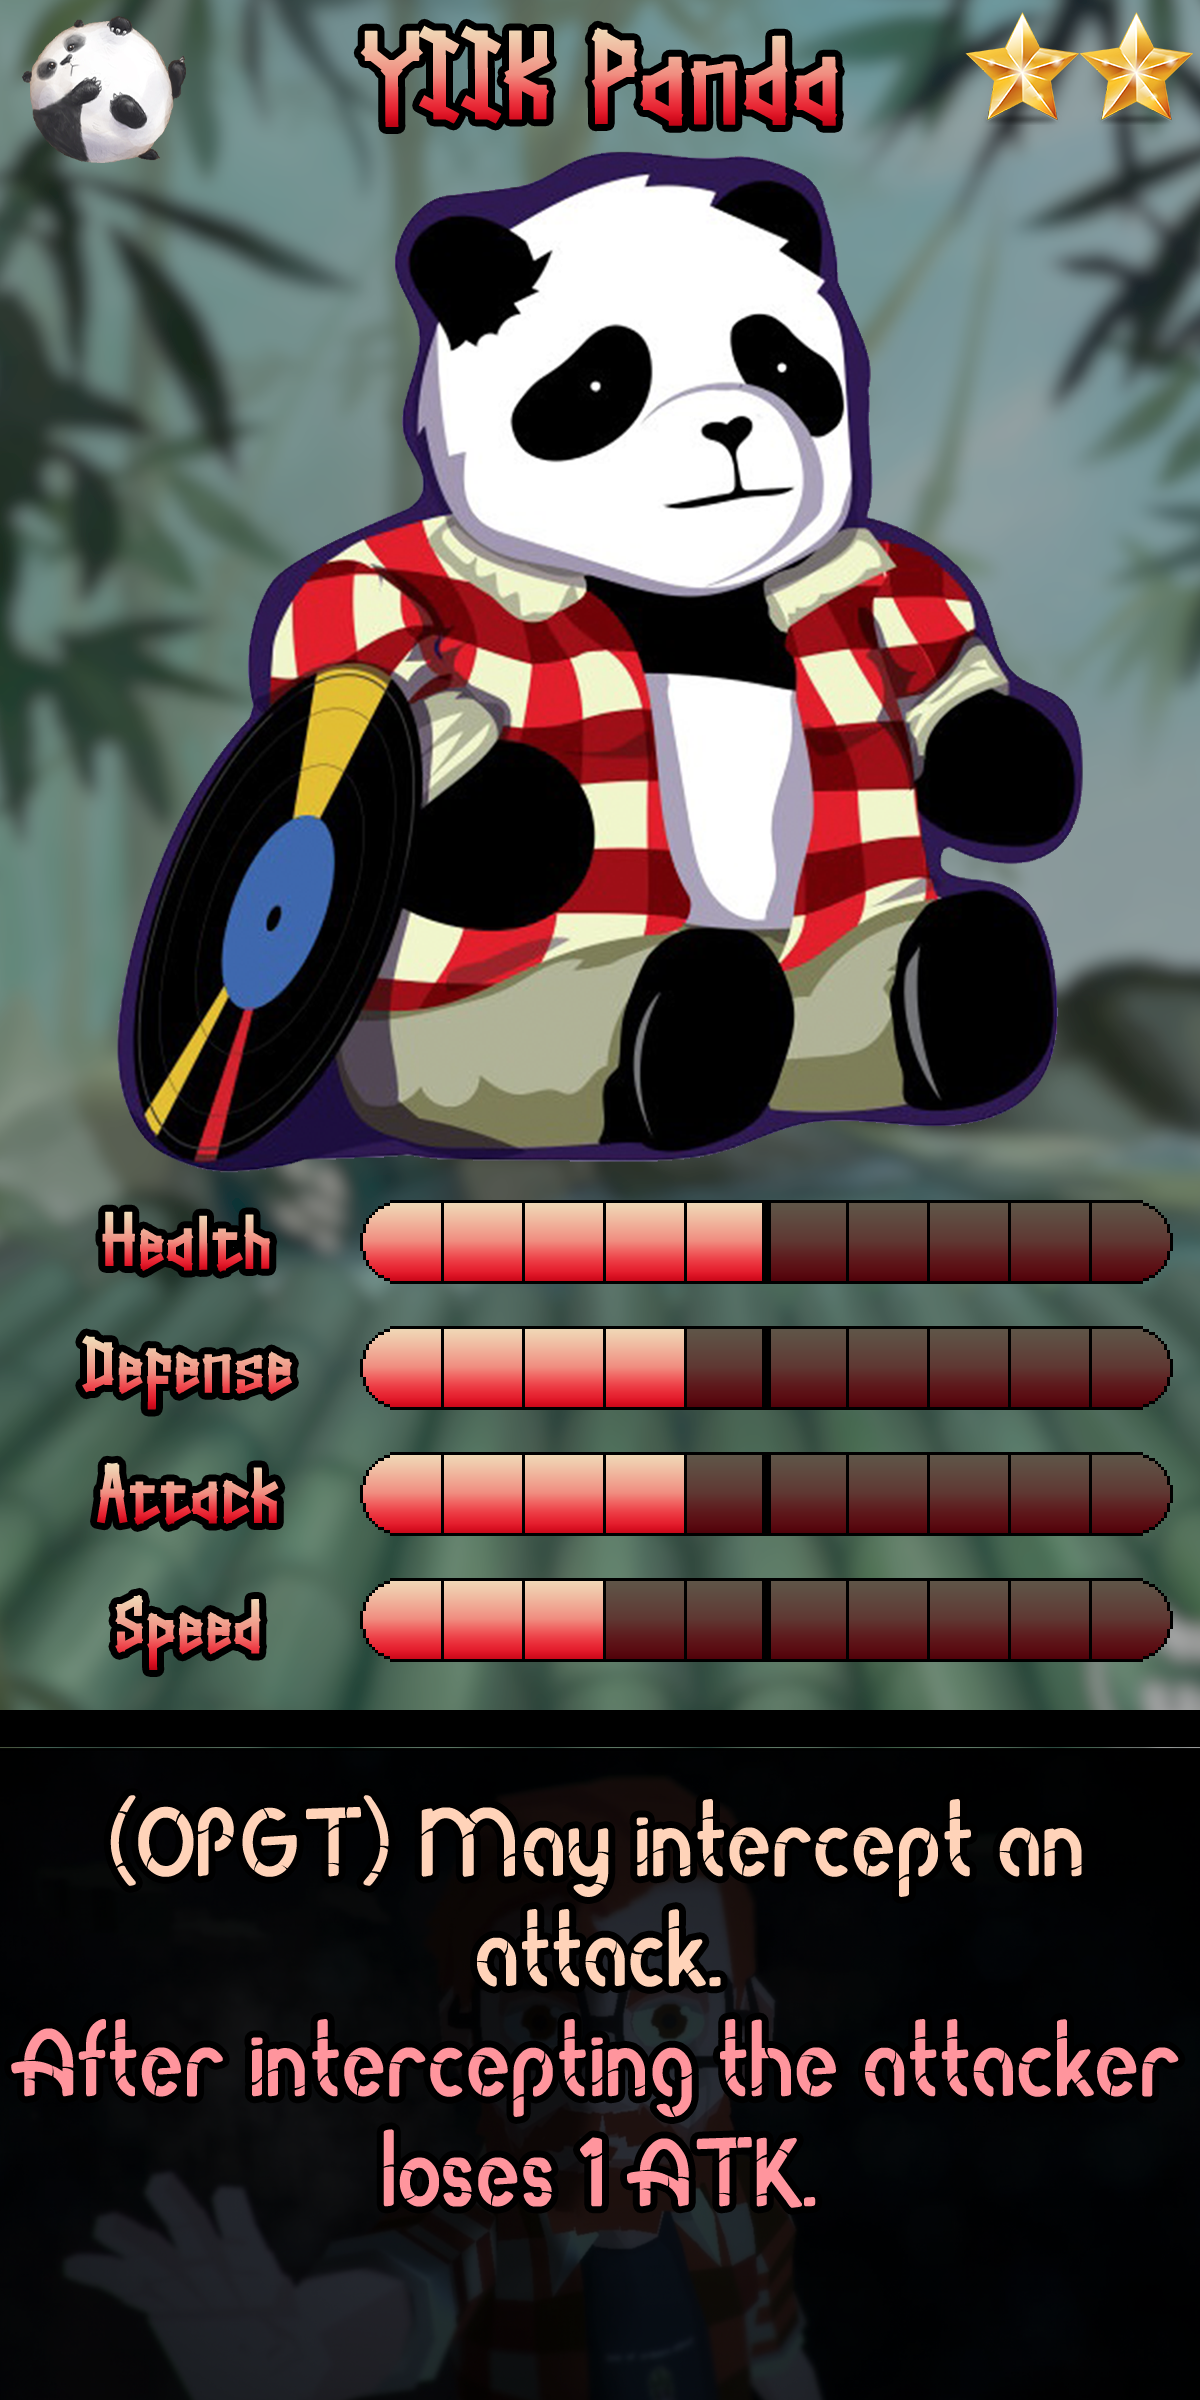 YIIK Panda
Health
Defense
Attack
Speed
(OPGT) May intercept an
attack.
After intercepting the attacker
loses 1 ATK.